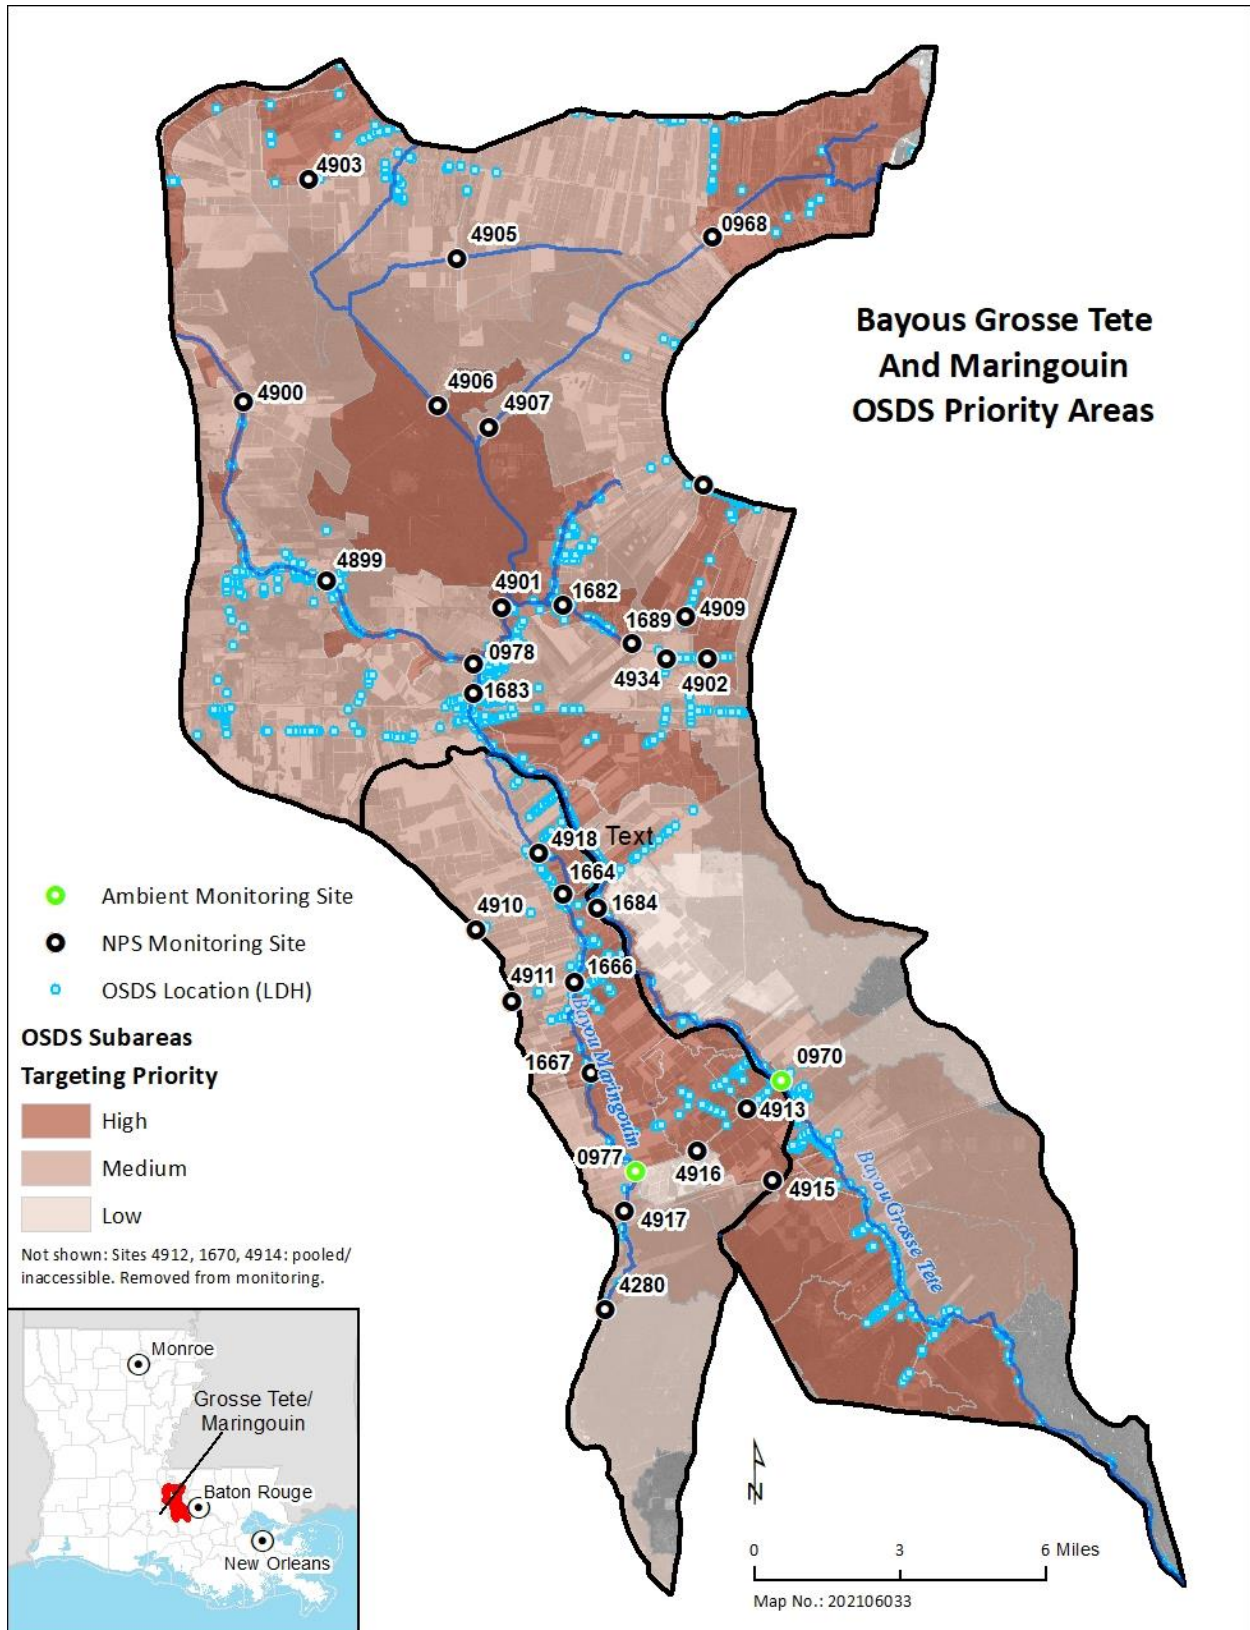 Bayous Grosse Tete
And Maringouin
OSDS Priority Areas
4903
4905
0968
4900
4906
4907
4899
4901
1682
1689
4909
0978
4934
4902
1683
4918
Text
1664
1684
4910
4911
1666
Bayou Maringouin
1667
0970
4913
0977
4916
4915
4917
Bayou Grosse Tete
4280
Ambient Monitoring Site
NPS Monitoring Site
OSDS Location (LDH)
OSDS Subareas
Targeting Priority
High
Medium
Low
Not shown: Sites 4912, 1670, 4914: pooled/
inaccessible. Removed from monitoring.
Monroe
Grosse Tete/
Maringouin
Baton Rouge
New Orleans
N
0 3 6 Miles
Map No.: 202106033